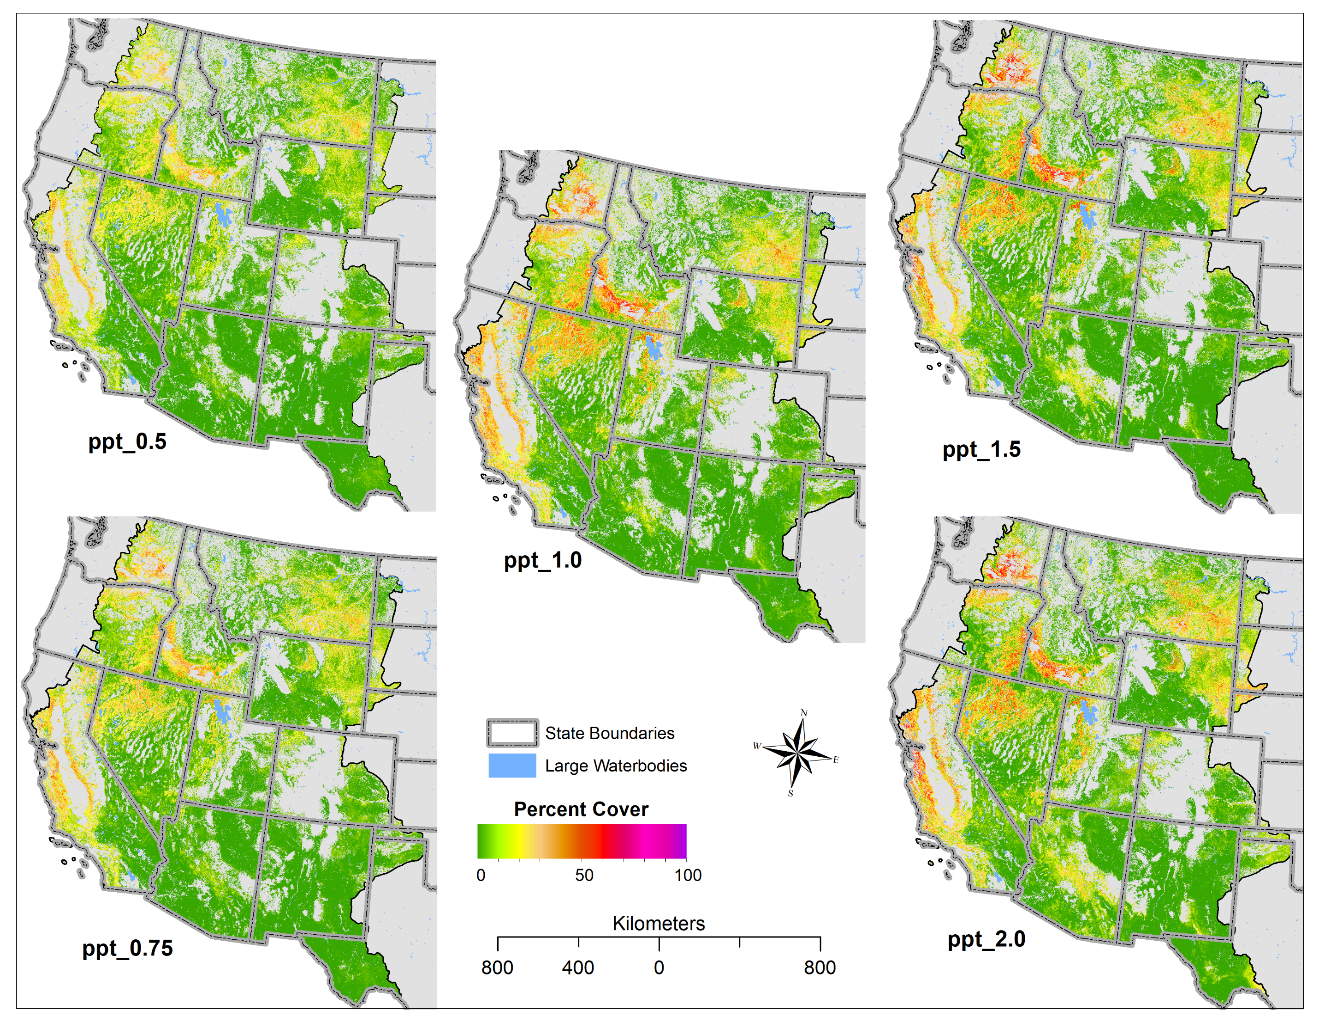 ppt_0.5
ppt_1.0
ppt_1.5
ppt_0.75
ppt_2.0
State Boundaries
Large Waterbodies
N
W
E
S
Percent Cover
0 50 100
Kilometers
800 400 0 800